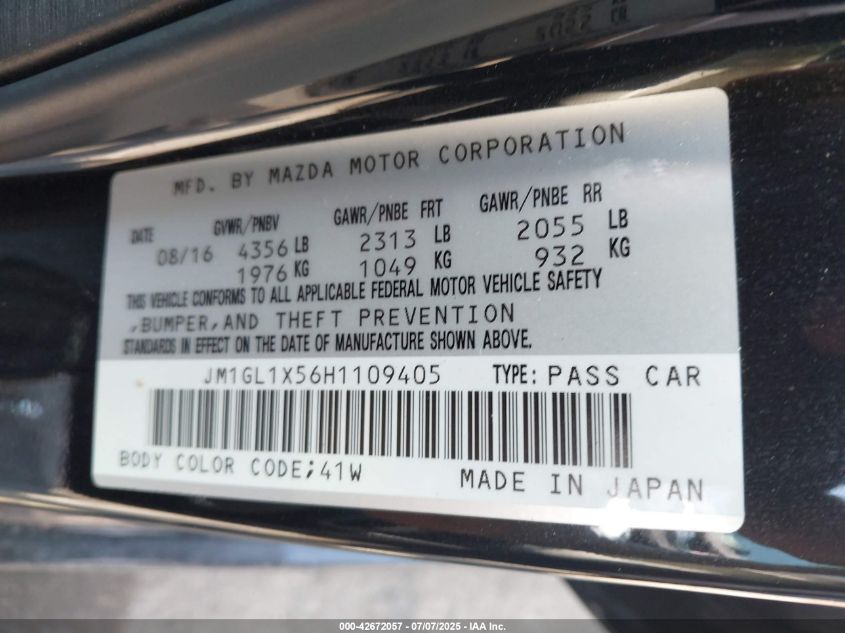 MFD. BY MAZDA MOTOR CORPORATION
DATE GVWR/PNBV GAWR/PNBE FRT GAWR/PNBE RR
08/16 4356 LB 2313 LB 2055 LB
1976 KG 1049 KG 932 KG
THIS VEHICLE CONFORMS TO ALL APPLICABLE FEDERAL MOTOR VEHICLE SAFETY
,BUMPER,AND THEFT PREVENTION
STANDARDS IN EFFECT ON THE DATE OF MANUFACTURE SHOWN ABOVE.
JM1GL1X56H1109405 TYPE: PASS CAR
BODY COLOR CODE;41W MADE IN JAPAN
000-42672057 - 07/07/2025 - IAA Inc.